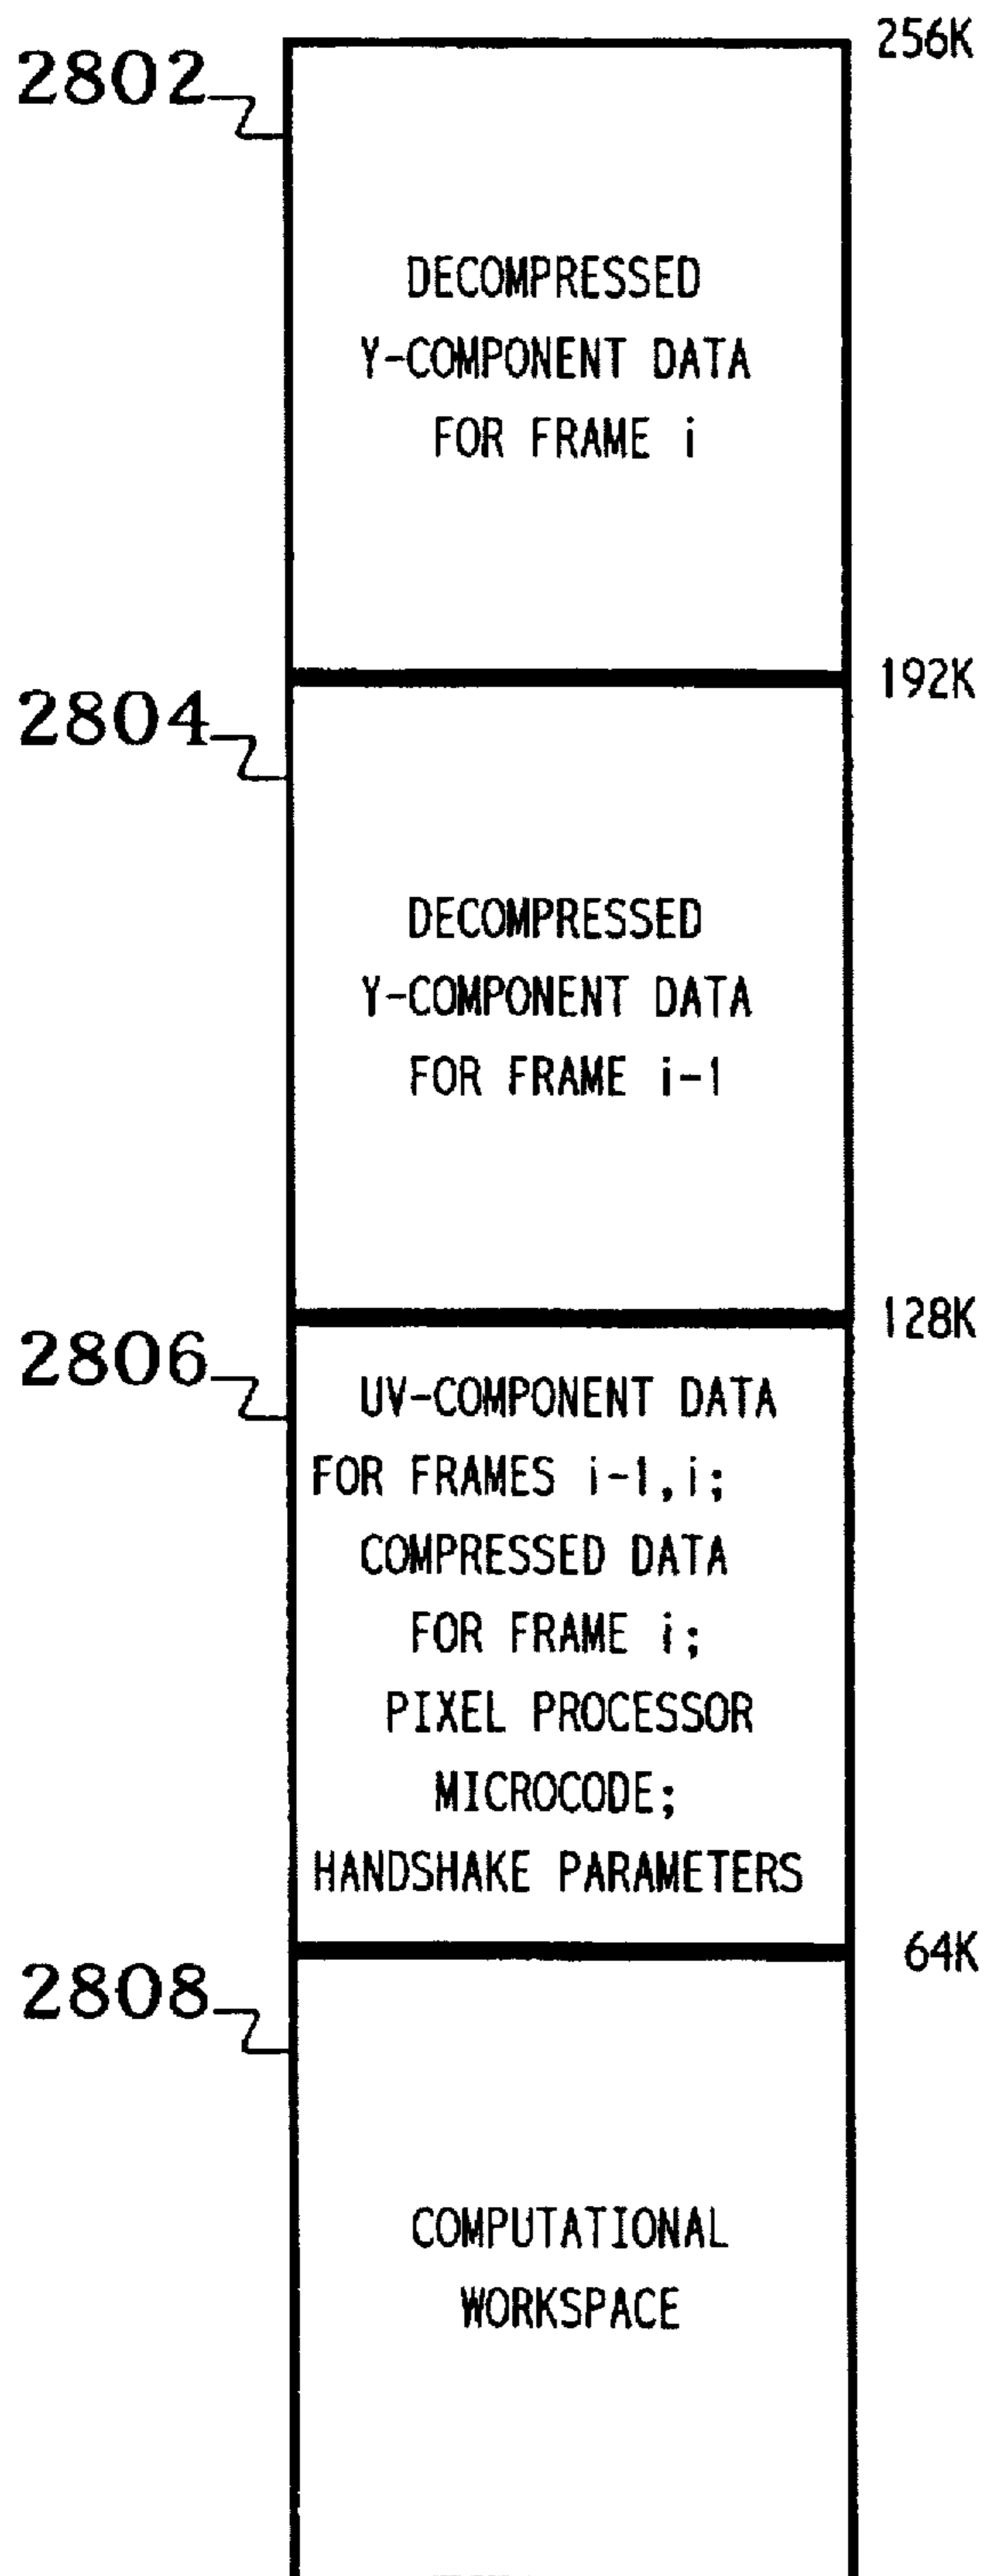 256K
2802
DECOMPRESSED
Y-COMPONENT DATA
FOR FRAME i
192K
2804
DECOMPRESSED
Y-COMPONENT DATA
FOR FRAME i-1
128K
2806
UV-COMPONENT DATA
FOR FRAMES i-1,i;
COMPRESSED DATA
FOR FRAME i;
PIXEL PROCESSOR
MICROCODE;
HANDSHAKE PARAMETERS
64K
2808
COMPUTATIONAL
WORKSPACE